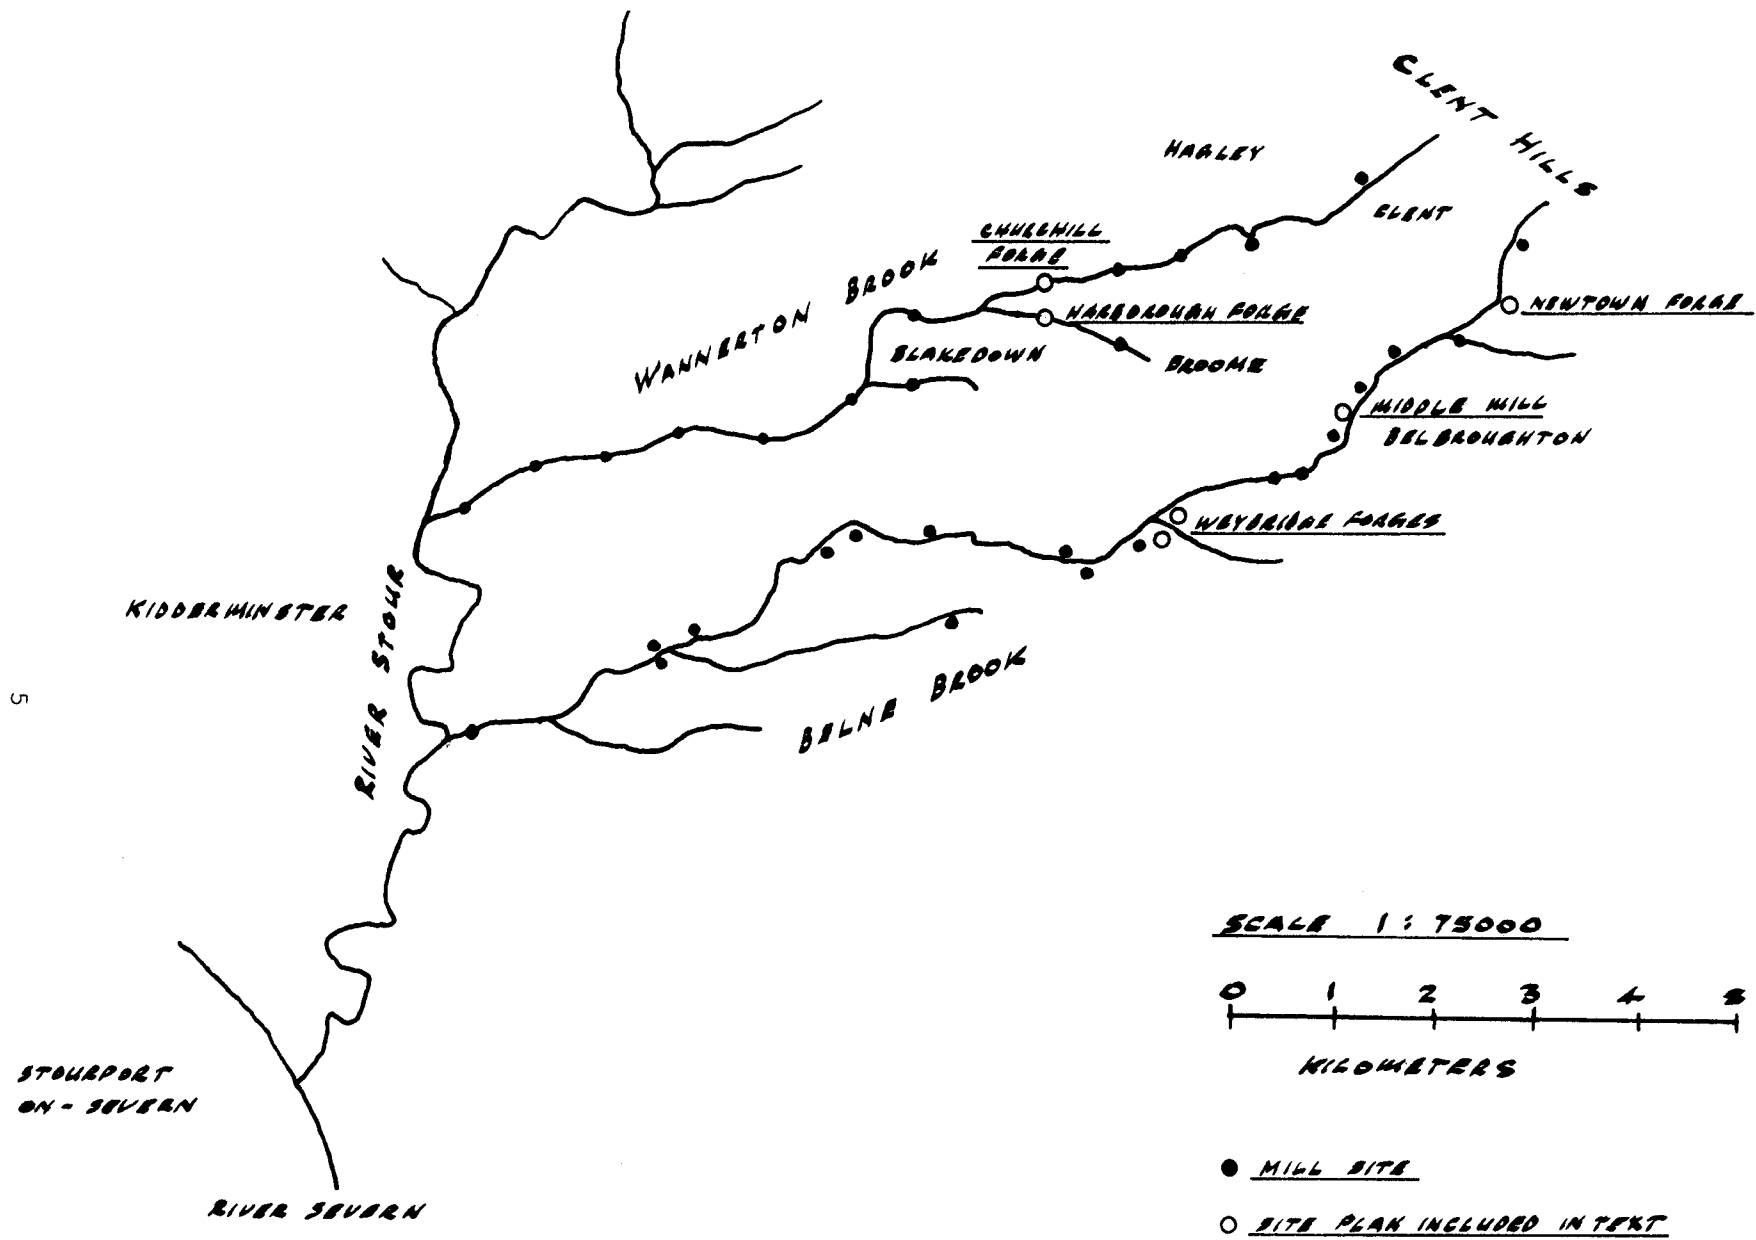 CLENT HILLS
HAGLEY
CLENT
CHURCHILL
FORGE
WANNERTON BROOK
HARBOROUGH FORGE
NEWTOWN FORGE
BLAKEDOWN
BROOME
MIDDLE MILL
BELBROUGHTON
WEYBRIDGE FORGES
KIDDERMINSTER
RIVER STOUR
BELNE BROOK
5
SCALE 1 : 75000
0 1 2 3 4 5
KILOMETERS
STOURPORT
ON - SEVERN
MILL SITE
RIVER SEVERN
SITE PLAN INCLUDED IN TEXT